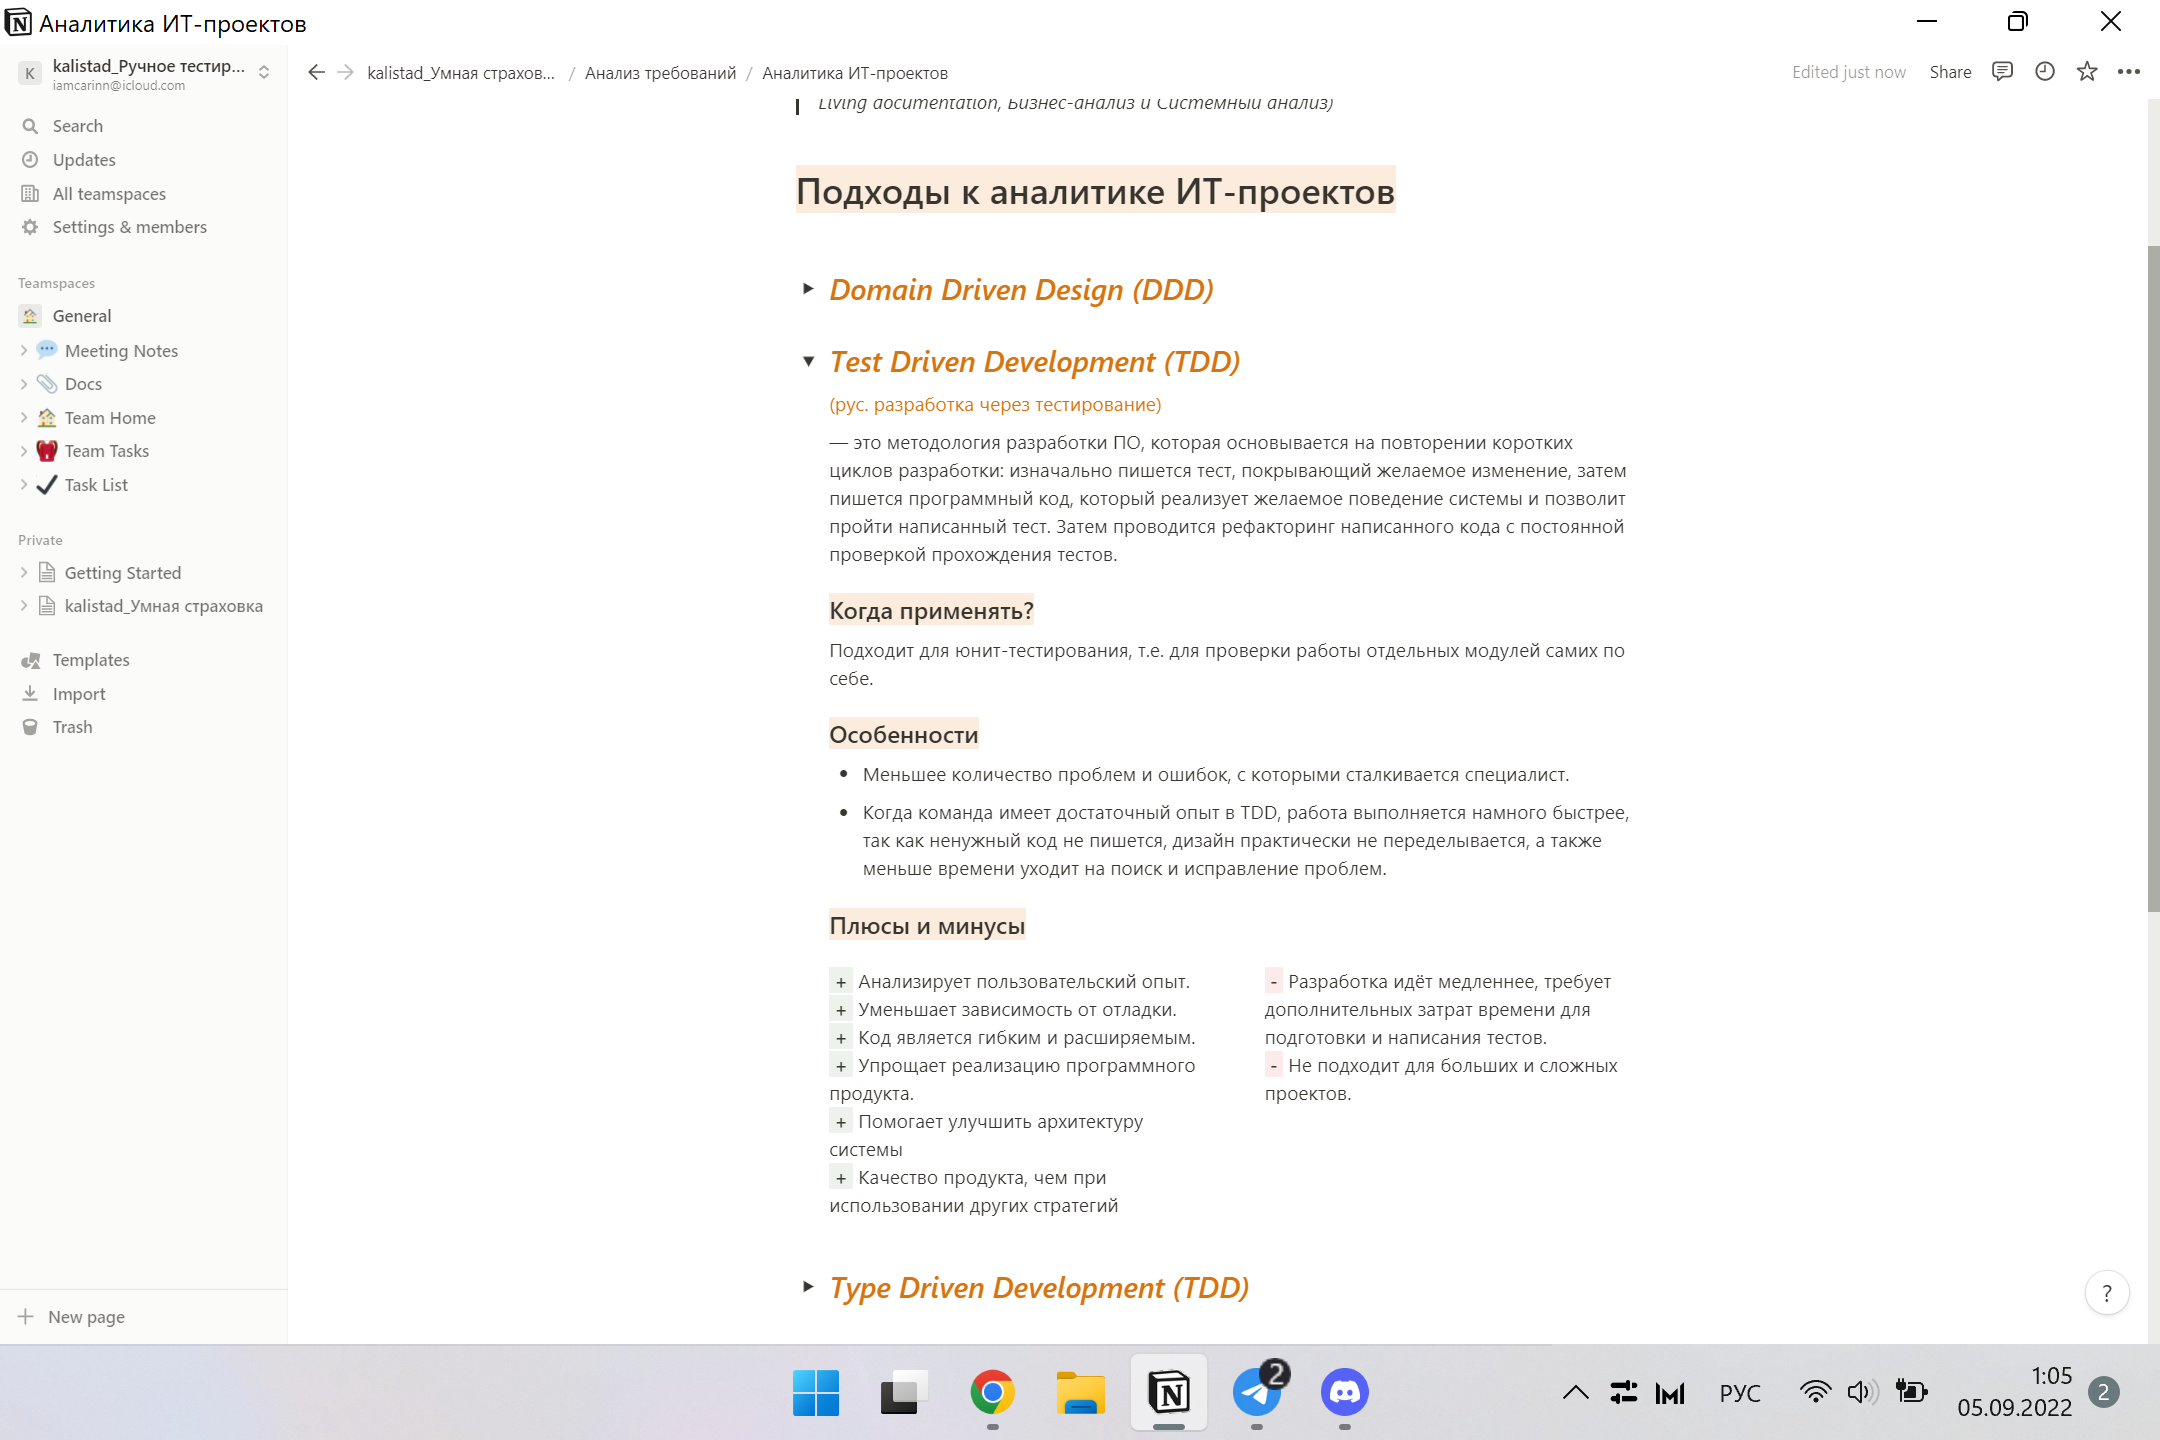 Аналитика ИТ-проектов
K
kalistad_Ручное тестир...
iamcarinn@icloud.com
kalistad_Умная страхов... / Анализ требований / Аналитика ИТ-проектов
Edited just now
Share
Search
Updates
All teamspaces
Settings & members
Teamspaces
General
Meeting Notes
Docs
Team Home
Team Tasks
Task List
Private
Getting Started
kalistad_Умная страховка
Templates
Import
Trash
New page
Living documentation, Бизнес-анализ и Системный анализ)
Подходы к аналитике ИТ-проектов
Domain Driven Design (DDD)
Test Driven Development (TDD)
(рус. разработка через тестирование)
— это методология разработки ПО, которая основывается на повторении коротких
циклов разработки: изначально пишется тест, покрывающий желаемое изменение, затем
пишется программный код, который реализует желаемое поведение системы и позволит
пройти написанный тест. Затем проводится рефакторинг написанного кода с постоянной
проверкой прохождения тестов.
Когда применять?
Подходит для юнит-тестирования, т.е. для проверки работы отдельных модулей самих по
себе.
Особенности
• Меньшее количество проблем и ошибок, с которыми сталкивается специалист.
• Когда команда имеет достаточный опыт в TDD, работа выполняется намного быстрее,
так как ненужный код не пишется, дизайн практически не переделывается, а также
меньше времени уходит на поиск и исправление проблем.
Плюсы и минусы
+ Анализирует пользовательский опыт.
+ Уменьшает зависимость от отладки.
+ Код является гибким и расширяемым.
+ Упрощает реализацию программного
продукта.
+ Помогает улучшить архитектуру
системы
+ Качество продукта, чем при
использовании других стратегий
- Разработка идёт медленнее, требует
дополнительных затрат времени для
подготовки и написания тестов.
- Не подходит для больших и сложных
проектов.
Type Driven Development (TDD)
?
2
РУС
1:05
05.09.2022
2